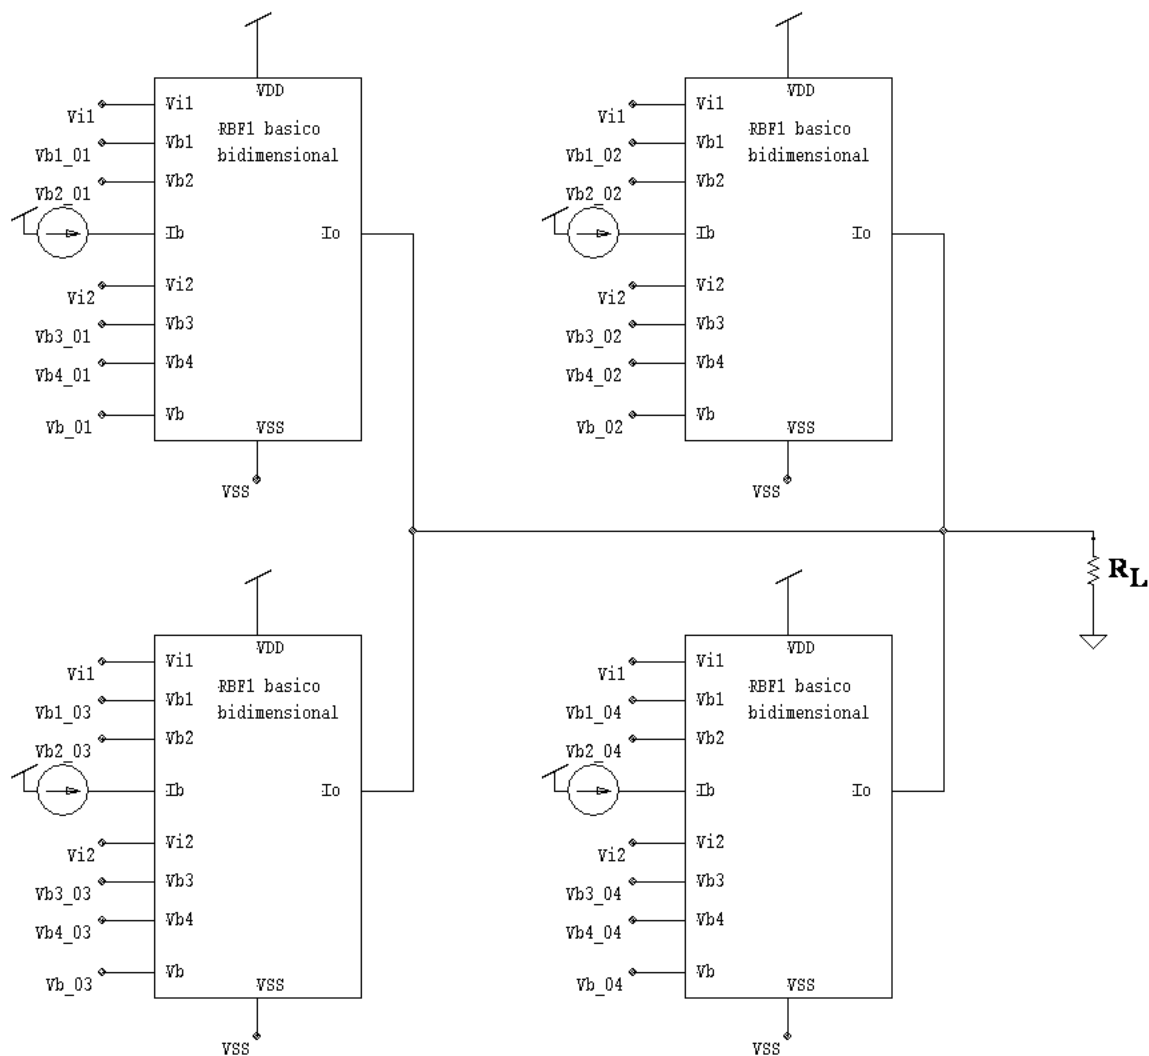 VDD
Vi1 Vi1
RBF1 basico
Vb1_01 Vb1
bidimensional
Vb2_01 Vb2
Ib Io
Vi2 Vi2
Vb3_01 Vb3
Vb4_01 Vb4
Vb_01 Vb
VSS
VSS
VDD
Vi1 Vi1
RBF1 basico
Vb1_02 Vb1
bidimensional
Vb2_02 Vb2
Ib Io
Vi2 Vi2
Vb3_02 Vb3
Vb4_02 Vb4
Vb_02 Vb
VSS
VSS
RL
VDD
Vi1 Vi1
RBF1 basico
Vb1_03 Vb1
bidimensional
Vb2_03 Vb2
Ib Io
Vi2 Vi2
Vb3_03 Vb3
Vb4_03 Vb4
Vb_03 Vb
VSS
VSS
VDD
Vi1 Vi1
RBF1 basico
Vb1_04 Vb1
bidimensional
Vb2_04 Vb2
Ib Io
Vi2 Vi2
Vb3_04 Vb3
Vb4_04 Vb4
Vb_04 Vb
VSS
VSS